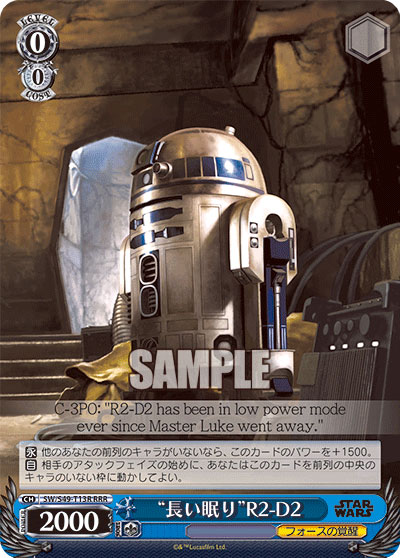 LEVEL
0
0
COST
SAMPLE
C-3PO: "R2-D2 has been in low power mode
ever since Master Luke went away."
永 他のあなたの前列のキャラがいないなら、このカードのパワーを＋1500。
自 相手のアタックフェイズの始めに、あなたはこのカードを前列の中央の
キャラのいない枠に動かしてよい。
CH SW/S49-T13R RRR
2000
“長い眠り”R2-D2
STAR
WARS
フォースの覚醒
©&™Lucasfilm Ltd.